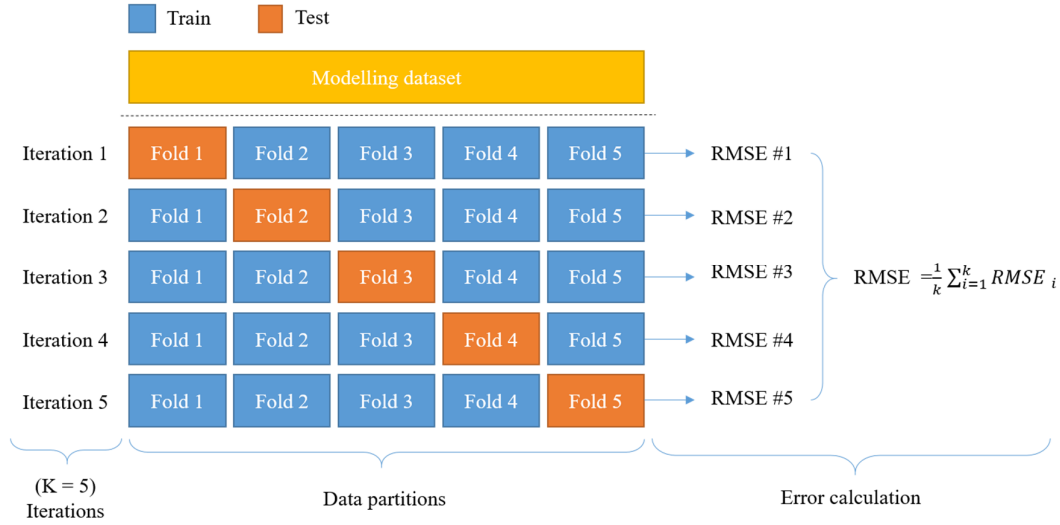 Train Test
Modelling dataset
Iteration 1 Fold 1 Fold 2 Fold 3 Fold 4 Fold 5 RMSE #1
Iteration 2 Fold 1 Fold 2 Fold 3 Fold 4 Fold 5 RMSE #2
Iteration 3 Fold 1 Fold 2 Fold 3 Fold 4 Fold 5 RMSE #3
RMSE =1/k ∑ᵏᵢ₌₁ RMSE ᵢ
Iteration 4 Fold 1 Fold 2 Fold 3 Fold 4 Fold 5 RMSE #4
Iteration 5 Fold 1 Fold 2 Fold 3 Fold 4 Fold 5 RMSE #5
(K = 5)
Iterations
Data partitions
Error calculation